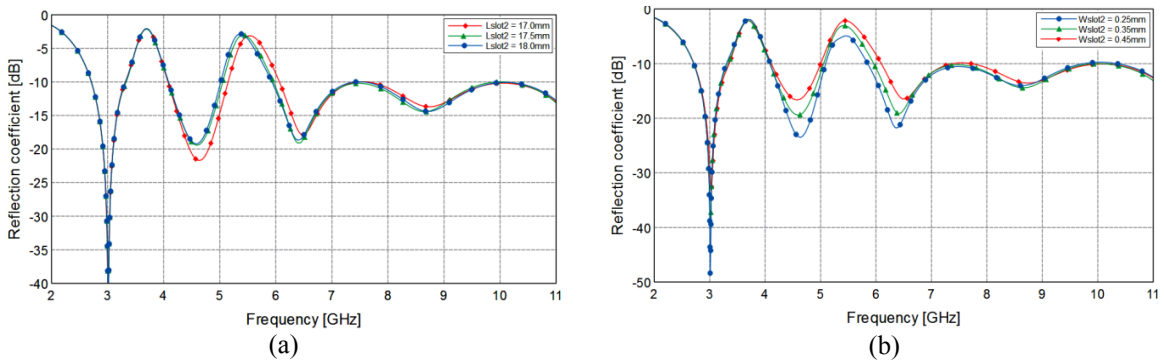 Lslot2 = 17.0mm
Lslot2 = 17.5mm
Lslot2 = 18.0mm
Reflection coefficient [dB]
0
-5
-10
-15
-20
-25
-30
-35
-40
2 3 4 5 6 7 8 9 10 11
Frequency [GHz]
(a)
Wslot2 = 0.25mm
Wslot2 = 0.35mm
Wslot2 = 0.45mm
Reflection coefficient [dB]
0
-10
-20
-30
-40
-50
2 3 4 5 6 7 8 9 10 11
Frequency [GHz]
(b)